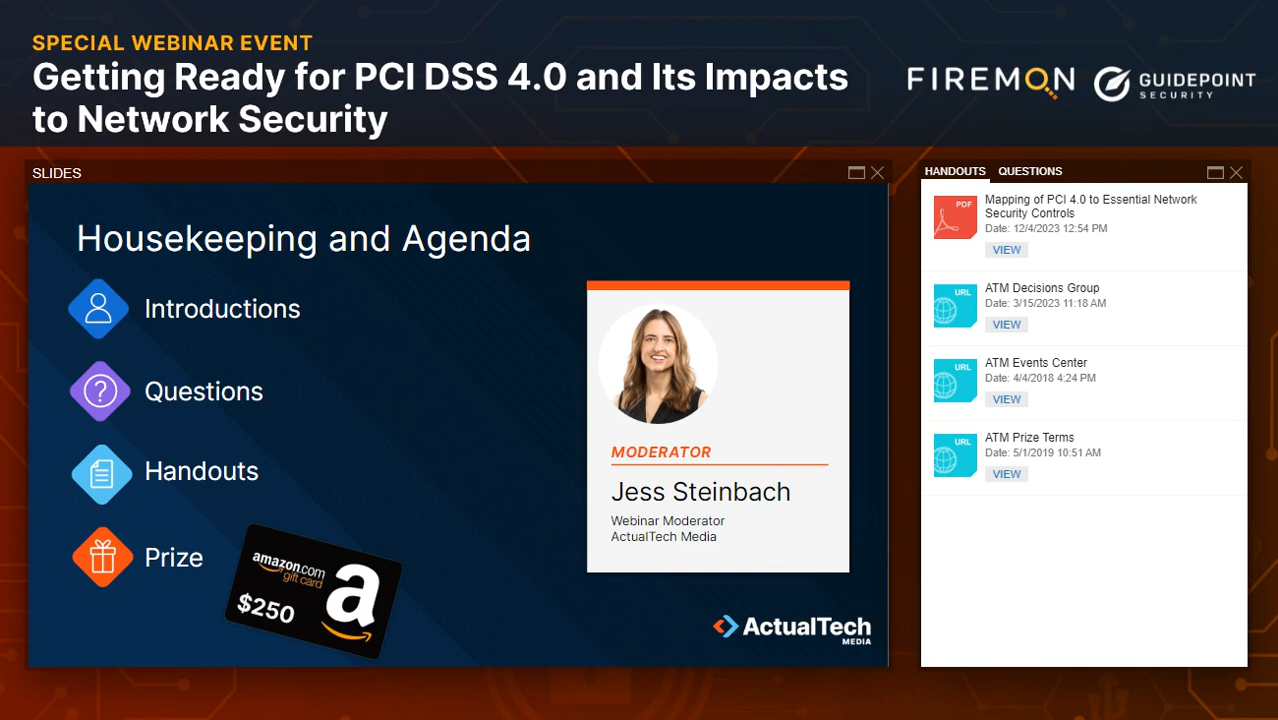 SPECIAL WEBINAR EVENT
Getting Ready for PCI DSS 4.0 and Its Impacts
to Network Security
FIREMON
GUIDEPOINT
SECURITY
SLIDES
Housekeeping and Agenda
Introductions
Questions
Handouts
Prize
amazon.com
gift card
$250
a
MODERATOR
Jess Steinbach
Webinar Moderator
ActualTech Media
ActualTech
MEDIA
HANDOUTS QUESTIONS
PDF
Mapping of PCI 4.0 to Essential Network
Security Controls
Date: 12/4/2023 12:54 PM
VIEW
URL
ATM Decisions Group
Date: 3/15/2023 11:18 AM
VIEW
URL
ATM Events Center
Date: 4/4/2018 4:24 PM
VIEW
URL
ATM Prize Terms
Date: 5/1/2019 10:51 AM
VIEW